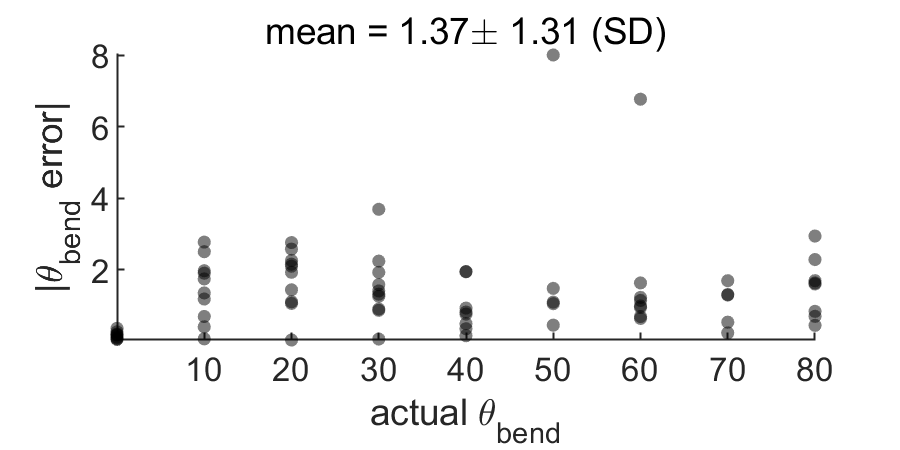 mean = 1.37± 1.31 (SD)
|θbend error|
8
6
4
2
10 20 30 40 50 60 70 80
actual θbend